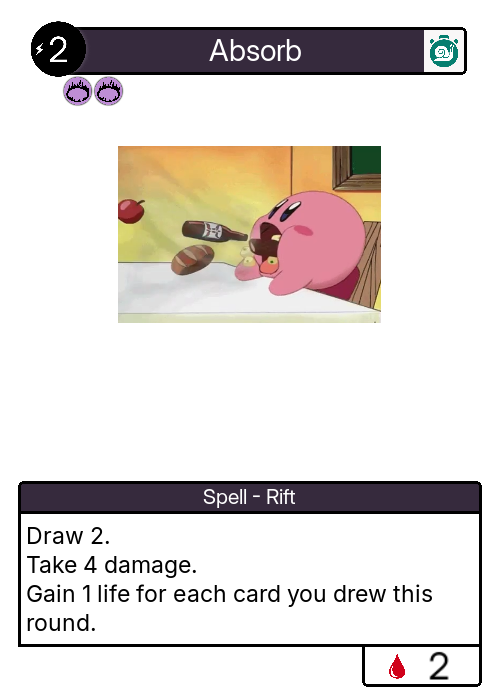 2 Absorb
Spell - Rift
Draw 2.
Take 4 damage.
Gain 1 life for each card you drew this
round.
2